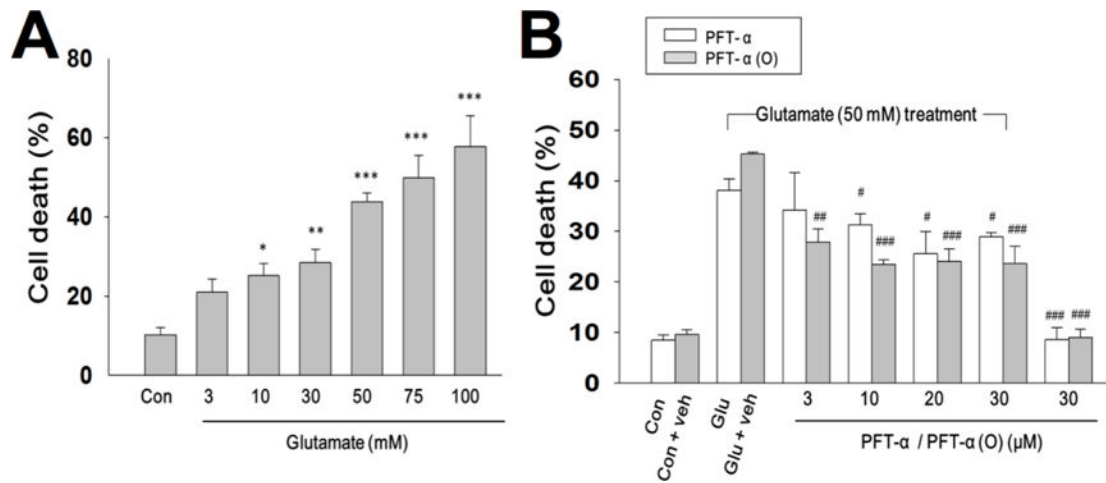 A
80
60
40
20
0
Cell death (%)
*
**
***
***
***
Con 3 10 30 50 75 100
Glutamate (mM)
B
PFT- α
PFT- α (O)
60
50
40
30
20
10
0
Cell death (%)
Glutamate (50 mM) treatment
##
#
###
#
###
#
###
###
###
Con
Con + veh
Glu
Glu + veh
3 10 20 30 30
PFT-α / PFT-α (O) (µM)